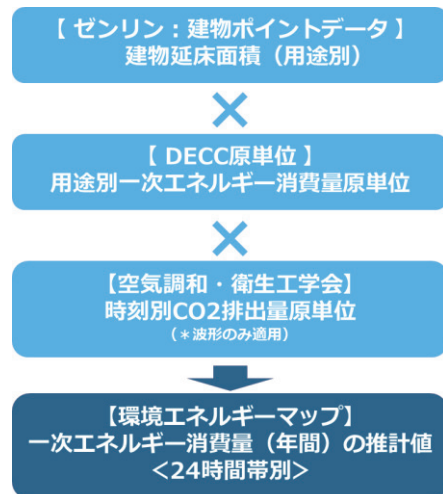 【 ゼンリン：建物ポイントデータ 】
建物延床面積（用途別）
×
【 DECC原単位 】
用途別一次エネルギー消費量原単位
×
【空気調和・衛生工学会】
時刻別CO2排出量原単位
（＊波形のみ適用）
【環境エネルギーマップ】
一次エネルギー消費量（年間）の推計値
＜24時間帯別＞